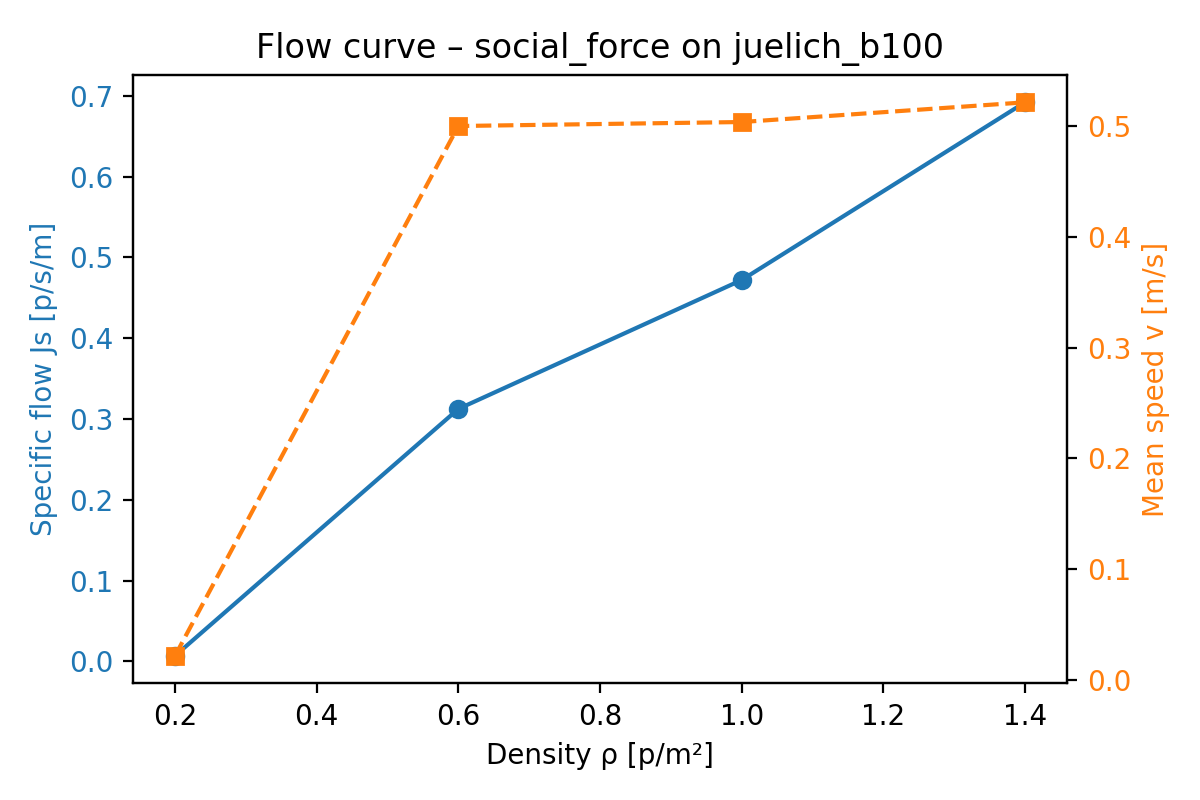 Flow curve – social_force on juelich_b100
0.7
0.6
0.5
0.4
0.3
0.2
0.1
0.0
Specific flow Js [p/s/m]
0.5
0.4
0.3
0.2
0.1
0.0
Mean speed v [m/s]
0.2 0.4 0.6 0.8 1.0 1.2 1.4
Density ρ [p/m²]